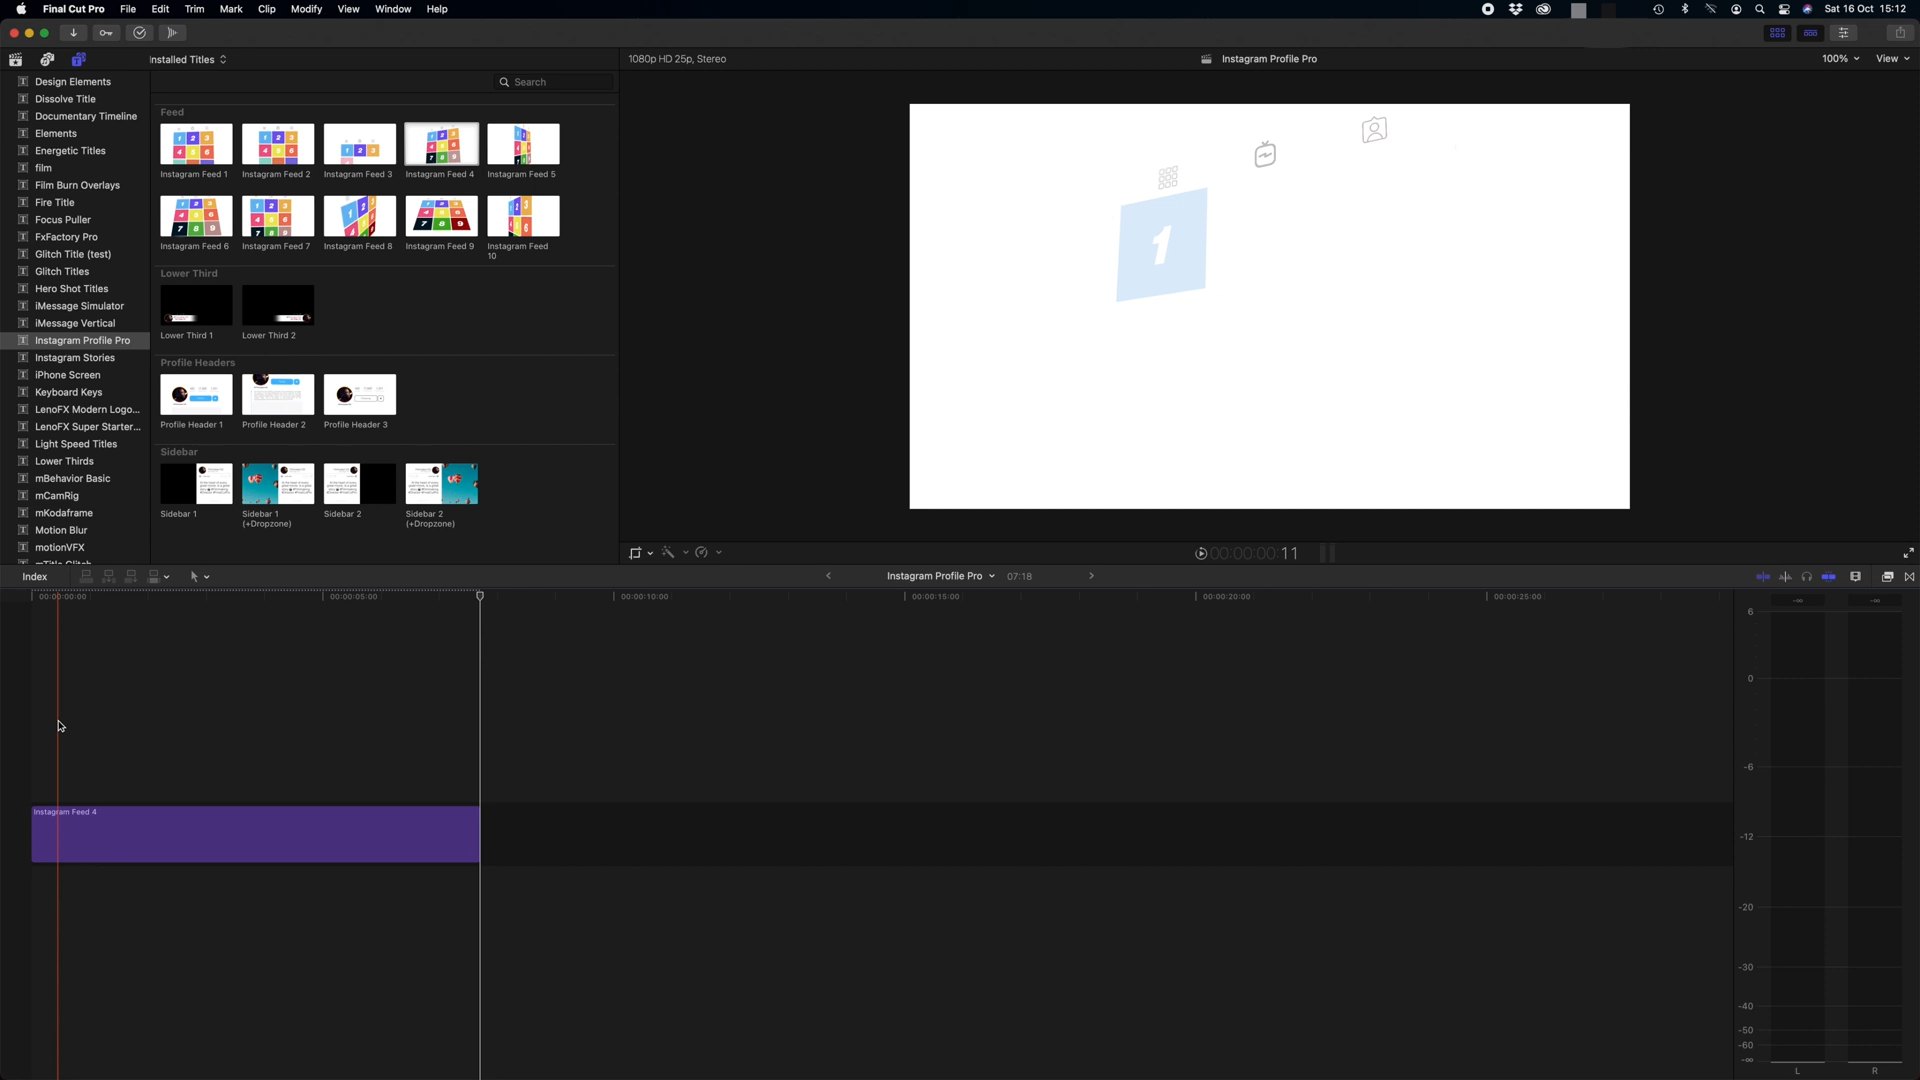 Final Cut Pro File Edit Trim Mark Clip Modify View Window Help Sat 16 Oct 15:12
Installed Titles
1080p HD 25p, Stereo
Instagram Profile Pro
100% View
Search
Design Elements
Dissolve Title
Documentary Timeline
Elements
Energetic Titles
film
Film Burn Overlays
Fire Title
Focus Puller
FxFactory Pro
Glitch Title (test)
Glitch Titles
Hero Shot Titles
iMessage Simulator
iMessage Vertical
Instagram Profile Pro
Instagram Stories
iPhone Screen
Keyboard Keys
LenoFX Modern Logo...
LenoFX Super Starter...
Light Speed Titles
Lower Thirds
mBehavior Basic
mCamRig
mKodaframe
Motion Blur
motionVFX
Feed
Instagram Feed 1 Instagram Feed 2 Instagram Feed 3 Instagram Feed 4 Instagram Feed 5
Instagram Feed 6 Instagram Feed 7 Instagram Feed 8 Instagram Feed 9 Instagram Feed
10
Lower Third
Lower Third 1 Lower Third 2
Profile Headers
Profile Header 1 Profile Header 2 Profile Header 3
Sidebar
Sidebar 1 Sidebar 1 Sidebar 2 Sidebar 2
(+Dropzone) (+Dropzone)
1
00:00:00:11
Index
Instagram Profile Pro 07:18
00:00:00:00 00:00:05:00 00:00:10:00 00:00:15:00 00:00:20:00 00:00:25:00
Instagram Feed 4
-∞ -∞
6
0
-6
-12
-20
-30
-40
-50
-60
-∞
L R